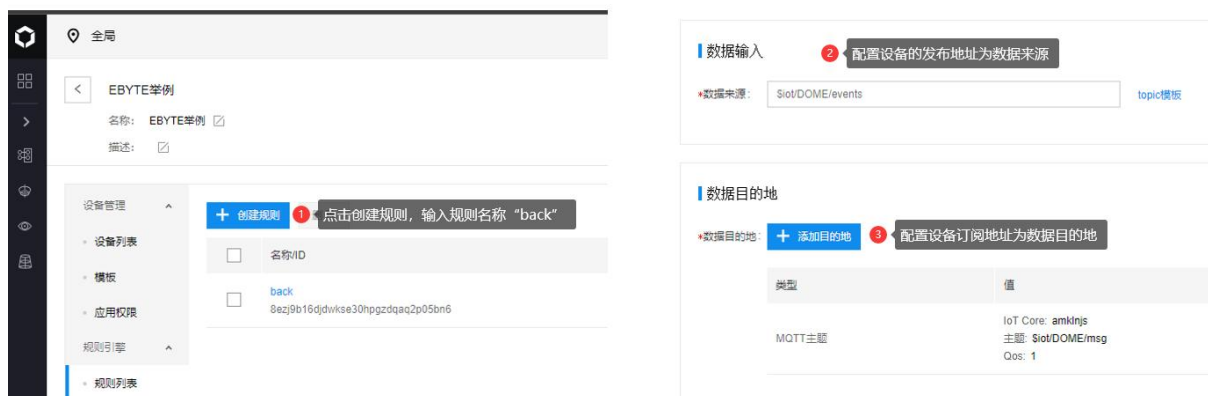 全局
EBYTE举例
名称： EBYTE举例
描述：
设备管理
设备列表
模板
应用权限
规则引擎
规则列表
+ 创建规则
1 点击创建规则，输入规则名称“back”
名称/ID
back
8ezj9b16djdwkse30hpgzdqaq2p05bn6
数据输入
2 配置设备的发布地址为数据来源
*数据来源： $iot/DOME/events topic模板
数据目的地
*数据目的地： + 添加目的地 3 配置设备订阅地址为数据目的地
类型 值
MQTT主题
IoT Core: amklnjs
主题: $iot/DOME/msg
Qos: 1